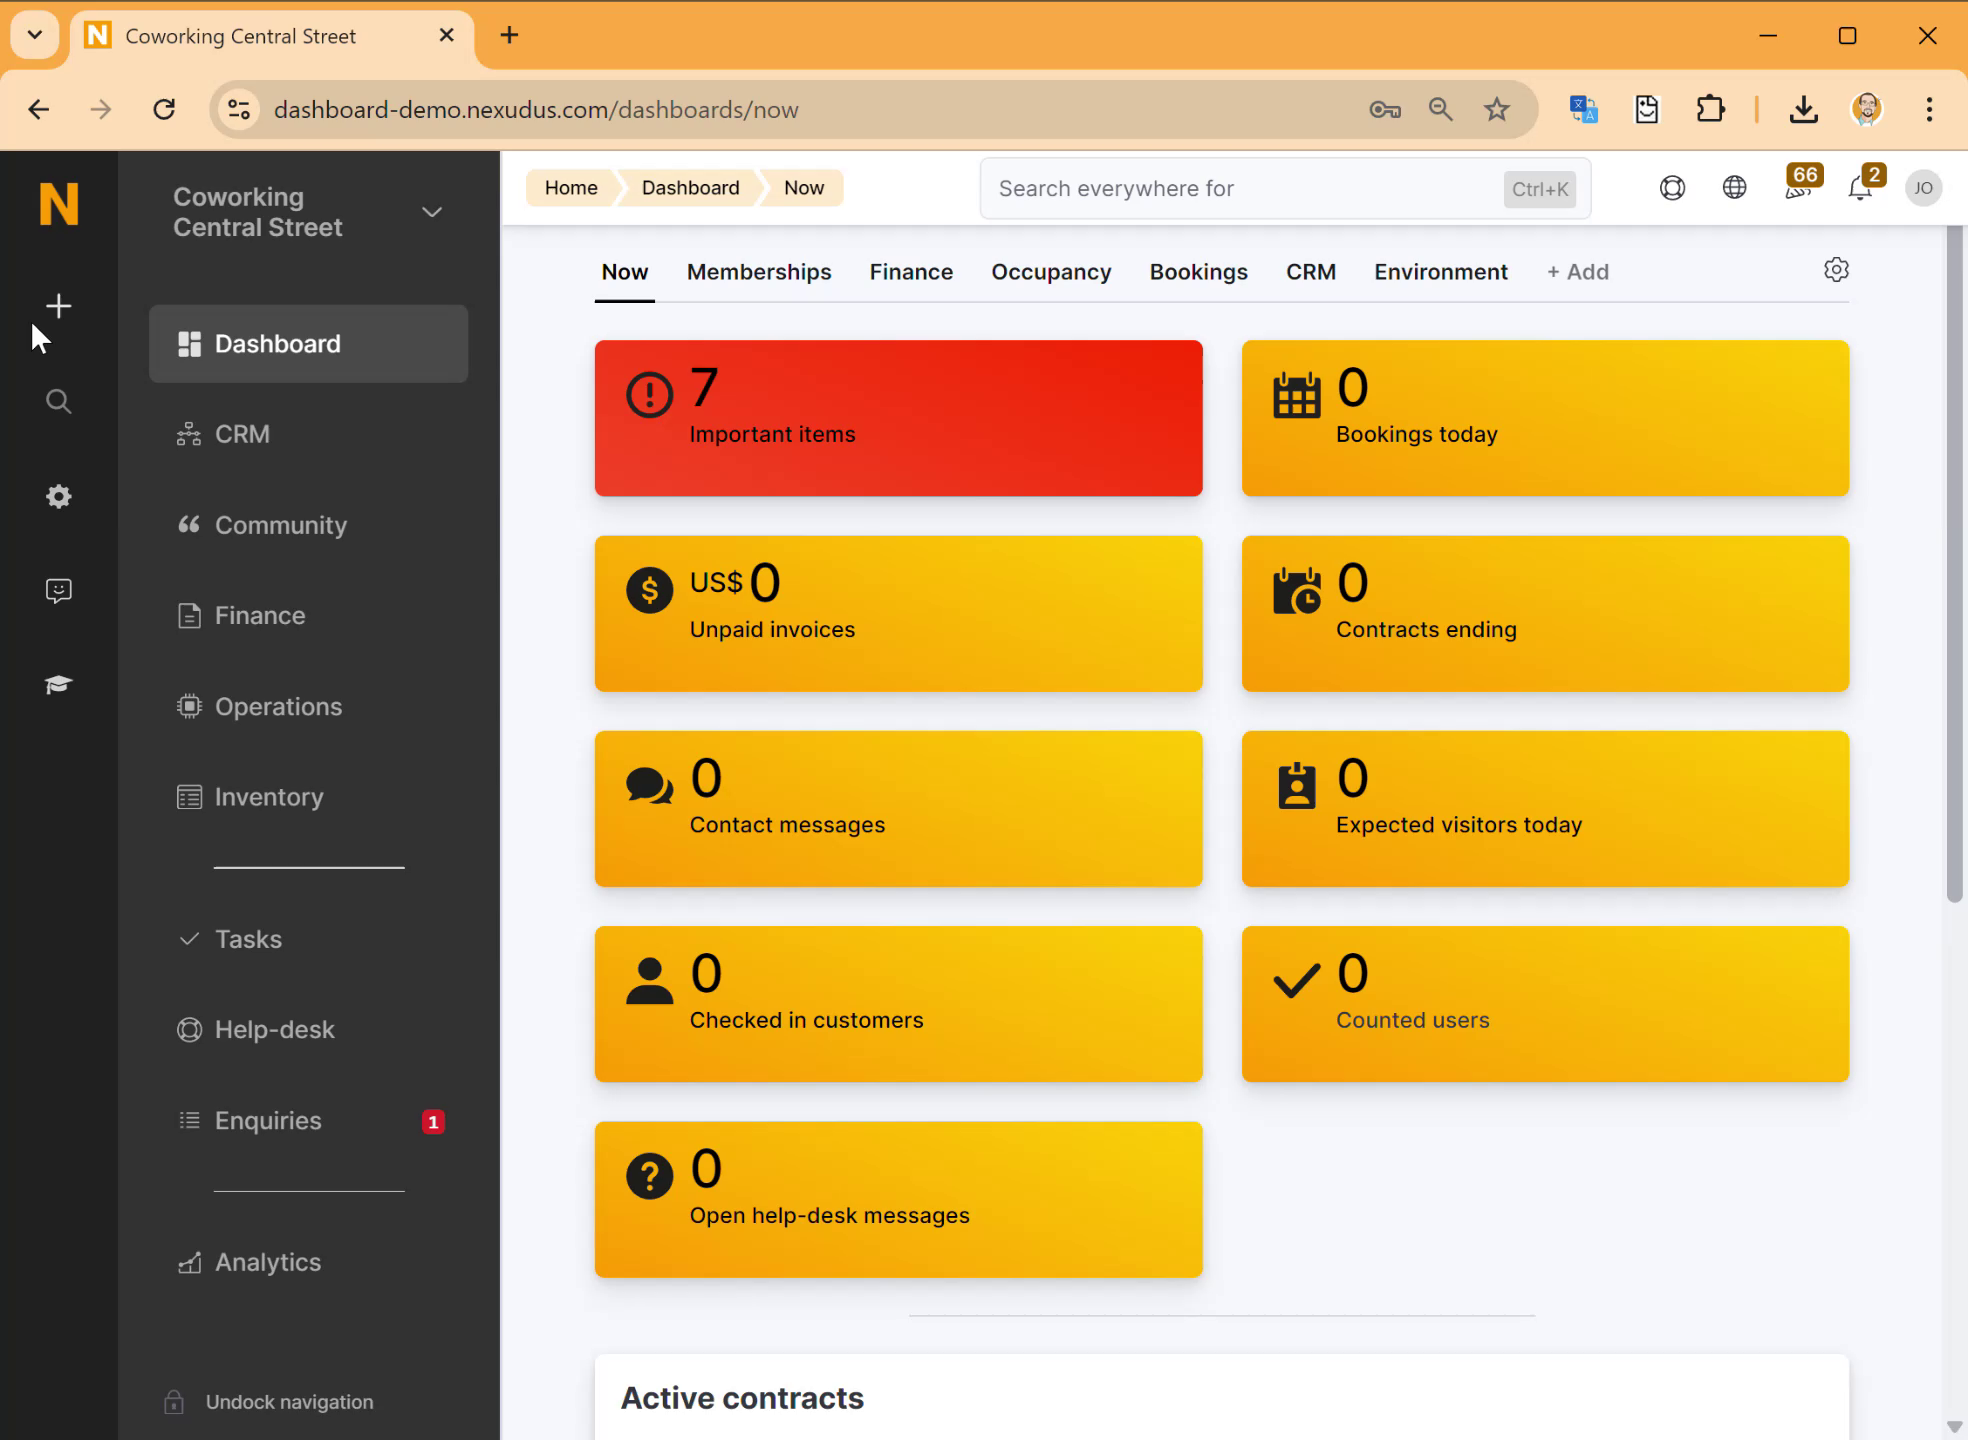 Coworking Central Street
dashboard-demo.nexudus.com/dashboards/now
N
Coworking
Central Street
Home
Dashboard
Now
Search everywhere for
Ctrl+K
66
2
JO
Now
Memberships
Finance
Occupancy
Bookings
CRM
Environment
+ Add
Dashboard
CRM
Community
Finance
Operations
Inventory
Tasks
Help-desk
Enquiries
1
Analytics
Undock navigation
7
Important items
0
Bookings today
US$ 0
Unpaid invoices
0
Contracts ending
0
Contact messages
0
Expected visitors today
0
Checked in customers
0
Counted users
0
Open help-desk messages
Active contracts